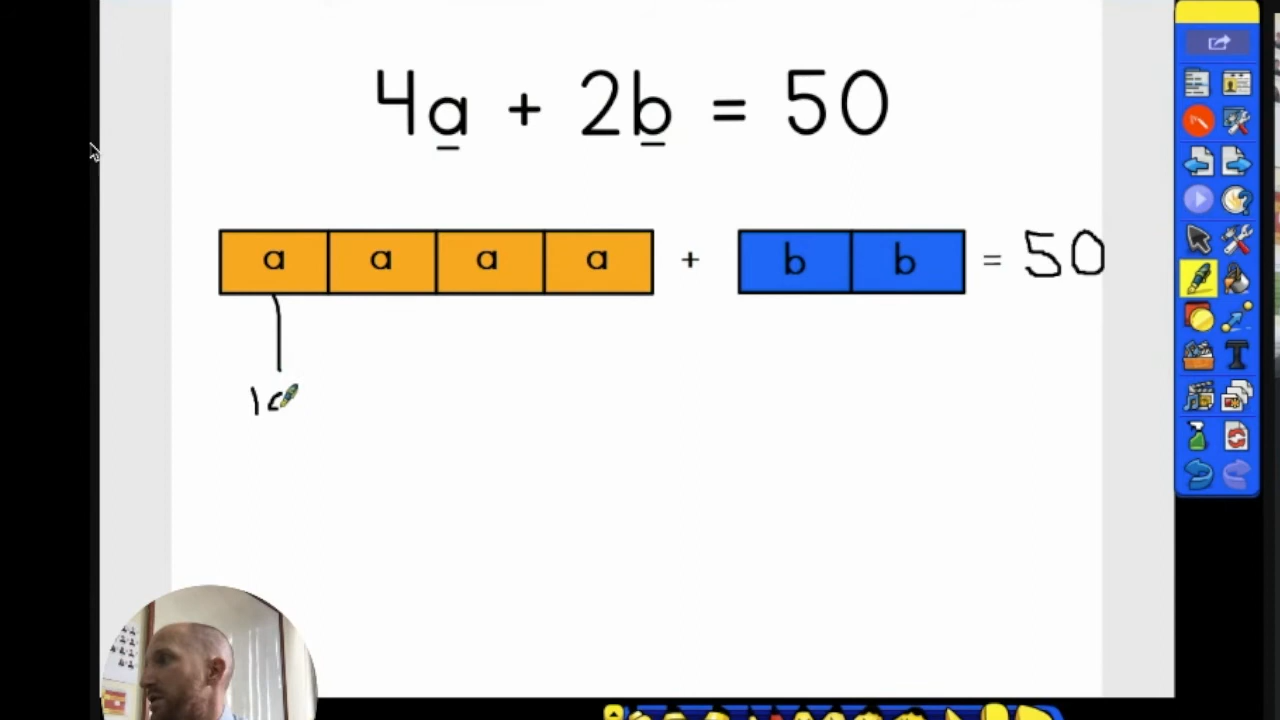 4a + 2b = 50
a a a a + b b = 50